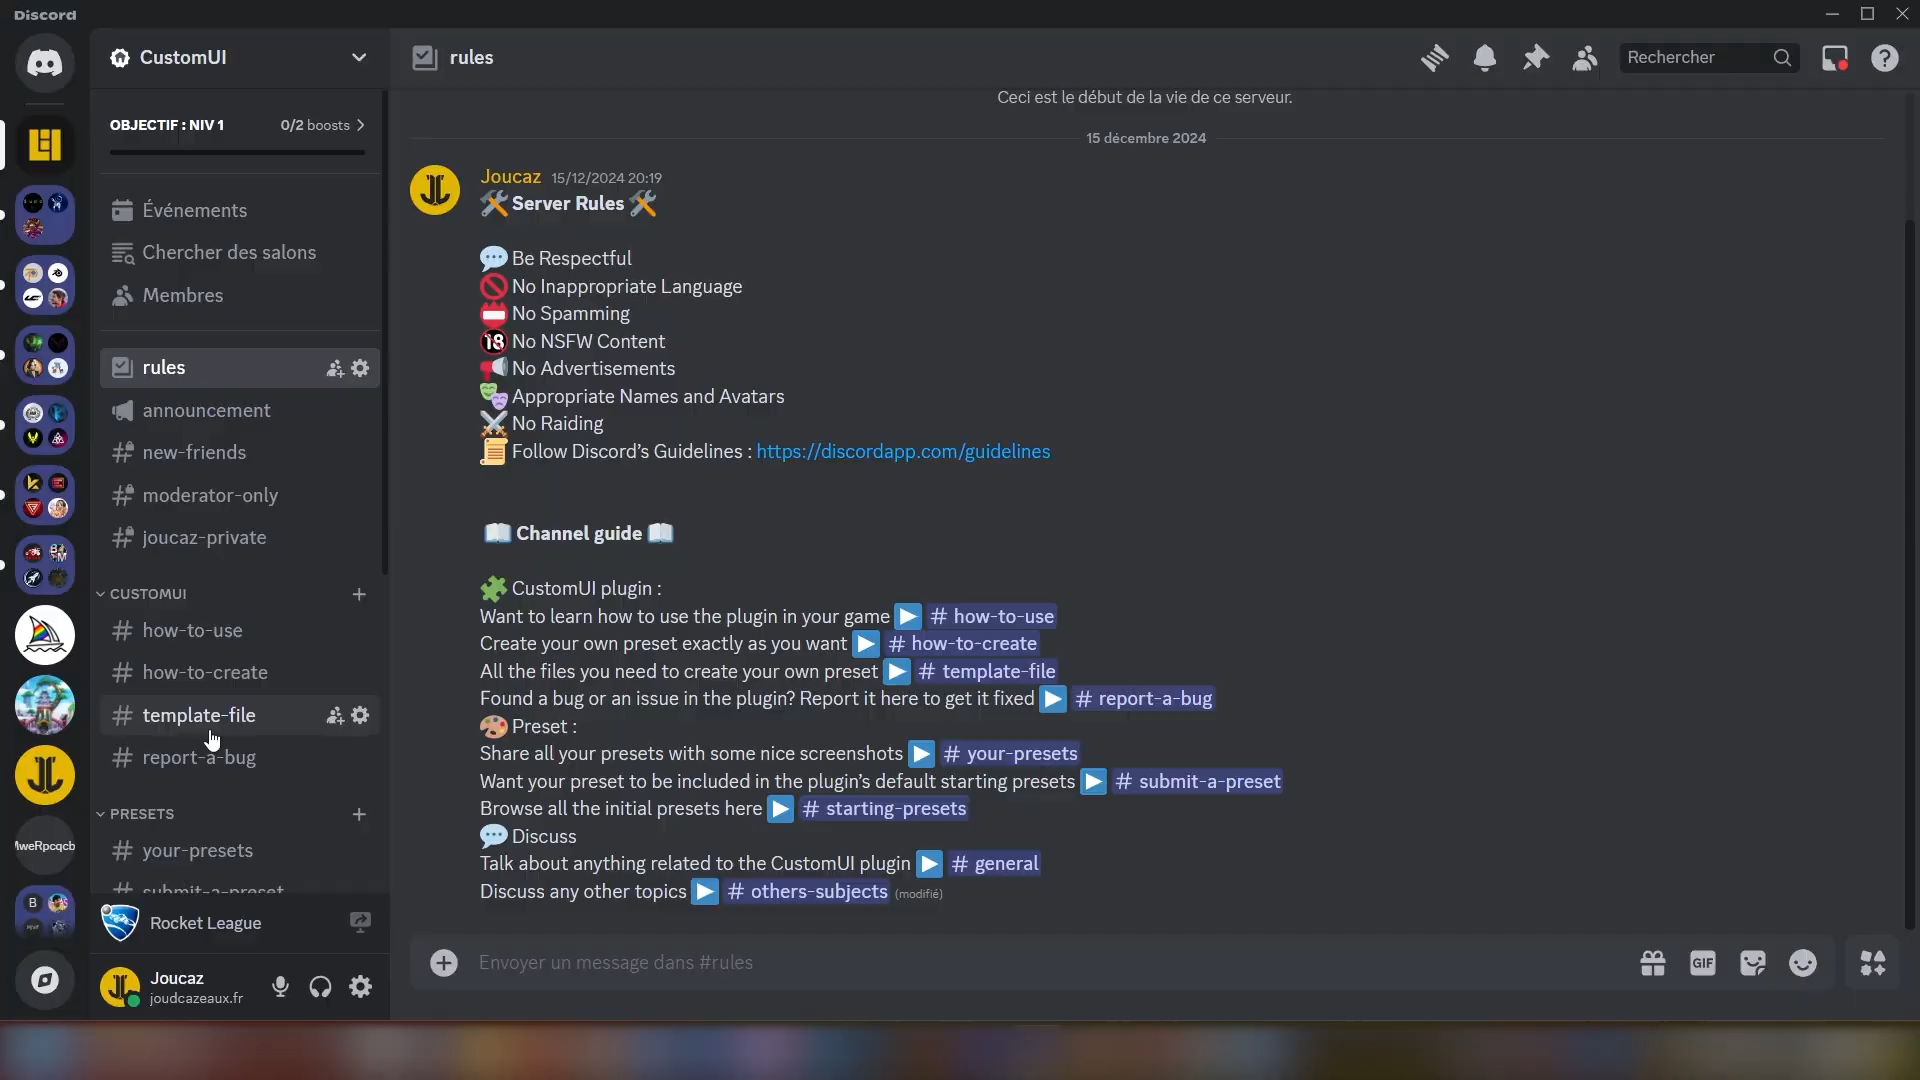 Discord
CustomUI
OBJECTIF : NIV 1
0/2 boosts
Événements
Chercher des salons
Membres
rules
announcement
new-friends
moderator-only
joucaz-private
CUSTOMUI
how-to-use
how-to-create
template-file
report-a-bug
PRESETS
your-presets
submit-a-preset
Rocket League
Joucaz
joudcazeaux.fr
rules
Rechercher
Ceci est le début de la vie de ce serveur.
15 décembre 2024
Joucaz 15/12/2024 20:19
🛠️ Server Rules 🛠️
💬 Be Respectful
🚫 No Inappropriate Language
📛 No Spamming
🔞 No NSFW Content
📢 No Advertisements
🎭 Appropriate Names and Avatars
⚔️ No Raiding
📜 Follow Discord’s Guidelines : https://discordapp.com/guidelines
📖 Channel guide 📖
🧩 CustomUI plugin :
Want to learn how to use the plugin in your game ▶️ # how-to-use
Create your own preset exactly as you want ▶️ # how-to-create
All the files you need to create your own preset ▶️ # template-file
Found a bug or an issue in the plugin? Report it here to get it fixed ▶️ # report-a-bug
🎨 Preset :
Share all your presets with some nice screenshots ▶️ # your-presets
Want your preset to be included in the plugin’s default starting presets ▶️ # submit-a-preset
Browse all the initial presets here ▶️ # starting-presets
💬 Discuss
Talk about anything related to the CustomUI plugin ▶️ # general
Discuss any other topics ▶️ # others-subjects (modifié)
Envoyer un message dans #rules
GIF